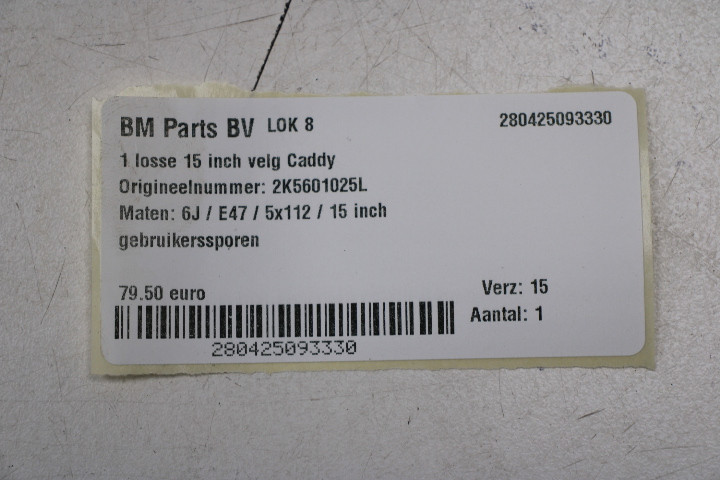 BM Parts BV LOK 8 280425093330
1 losse 15 inch velg Caddy
Origineelnummer: 2K5601025L
Maten: 6J / E47 / 5x112 / 15 inch
gebruikerssporen
79.50 euro Verz: 15
Aantal: 1
280425093330